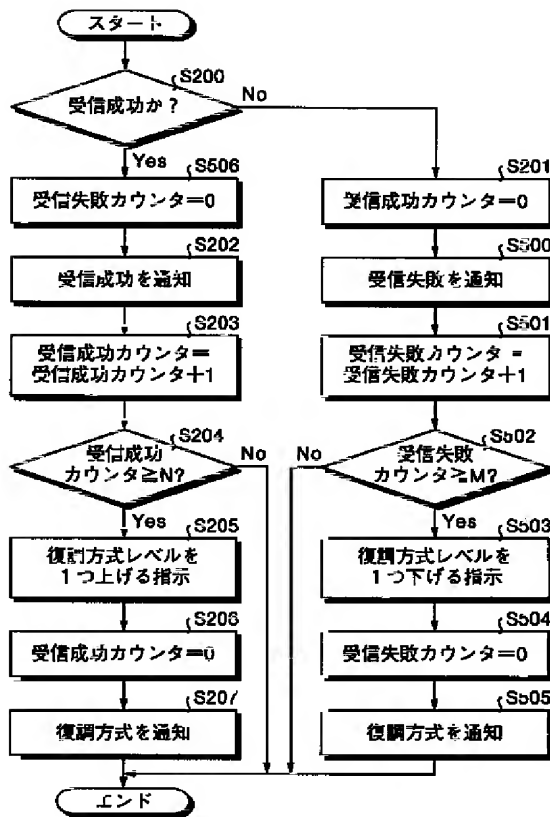 スタート
S200
受信成功か?
No
Yes
S506
受信失敗カウンタ=0
S202
受信成功を通知
S203
受信成功カウンタ=
受信成功カウンタ+1
S204
受信成功
カウンタ≧N?
No
Yes
S205
復調方式レベルを
1つ上げる指示
S206
受信成功カウンタ=0
S207
復調方式を通知
S201
受信成功カウンタ=0
S500
受信失敗を通知
S501
受信失敗カウンタ=
受信失敗カウンタ+1
S502
受信失敗
カウンタ≧M?
No
Yes
S503
復調方式レベルを
1つ下げる指示
S504
受信失敗カウンタ=0
S505
復調方式を通知
エンド